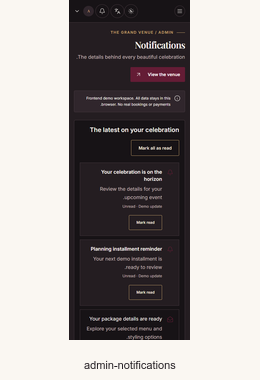 THE GRAND VENUE / ADMIN
Notifications
.The details behind every beautiful celebration
View the venue
Frontend demo workspace. All data stays in this
.browser. No real bookings or payments
The latest on your celebration
Mark all as read
Your celebration is on the
horizon
Review the details for your
.upcoming event
Unread · Demo update
Mark read
Planning installment reminder
Your next demo installment is
.ready to review
Unread · Demo update
Mark read
Your package details are ready
Explore your selected menu and
.styling options
admin-notifications